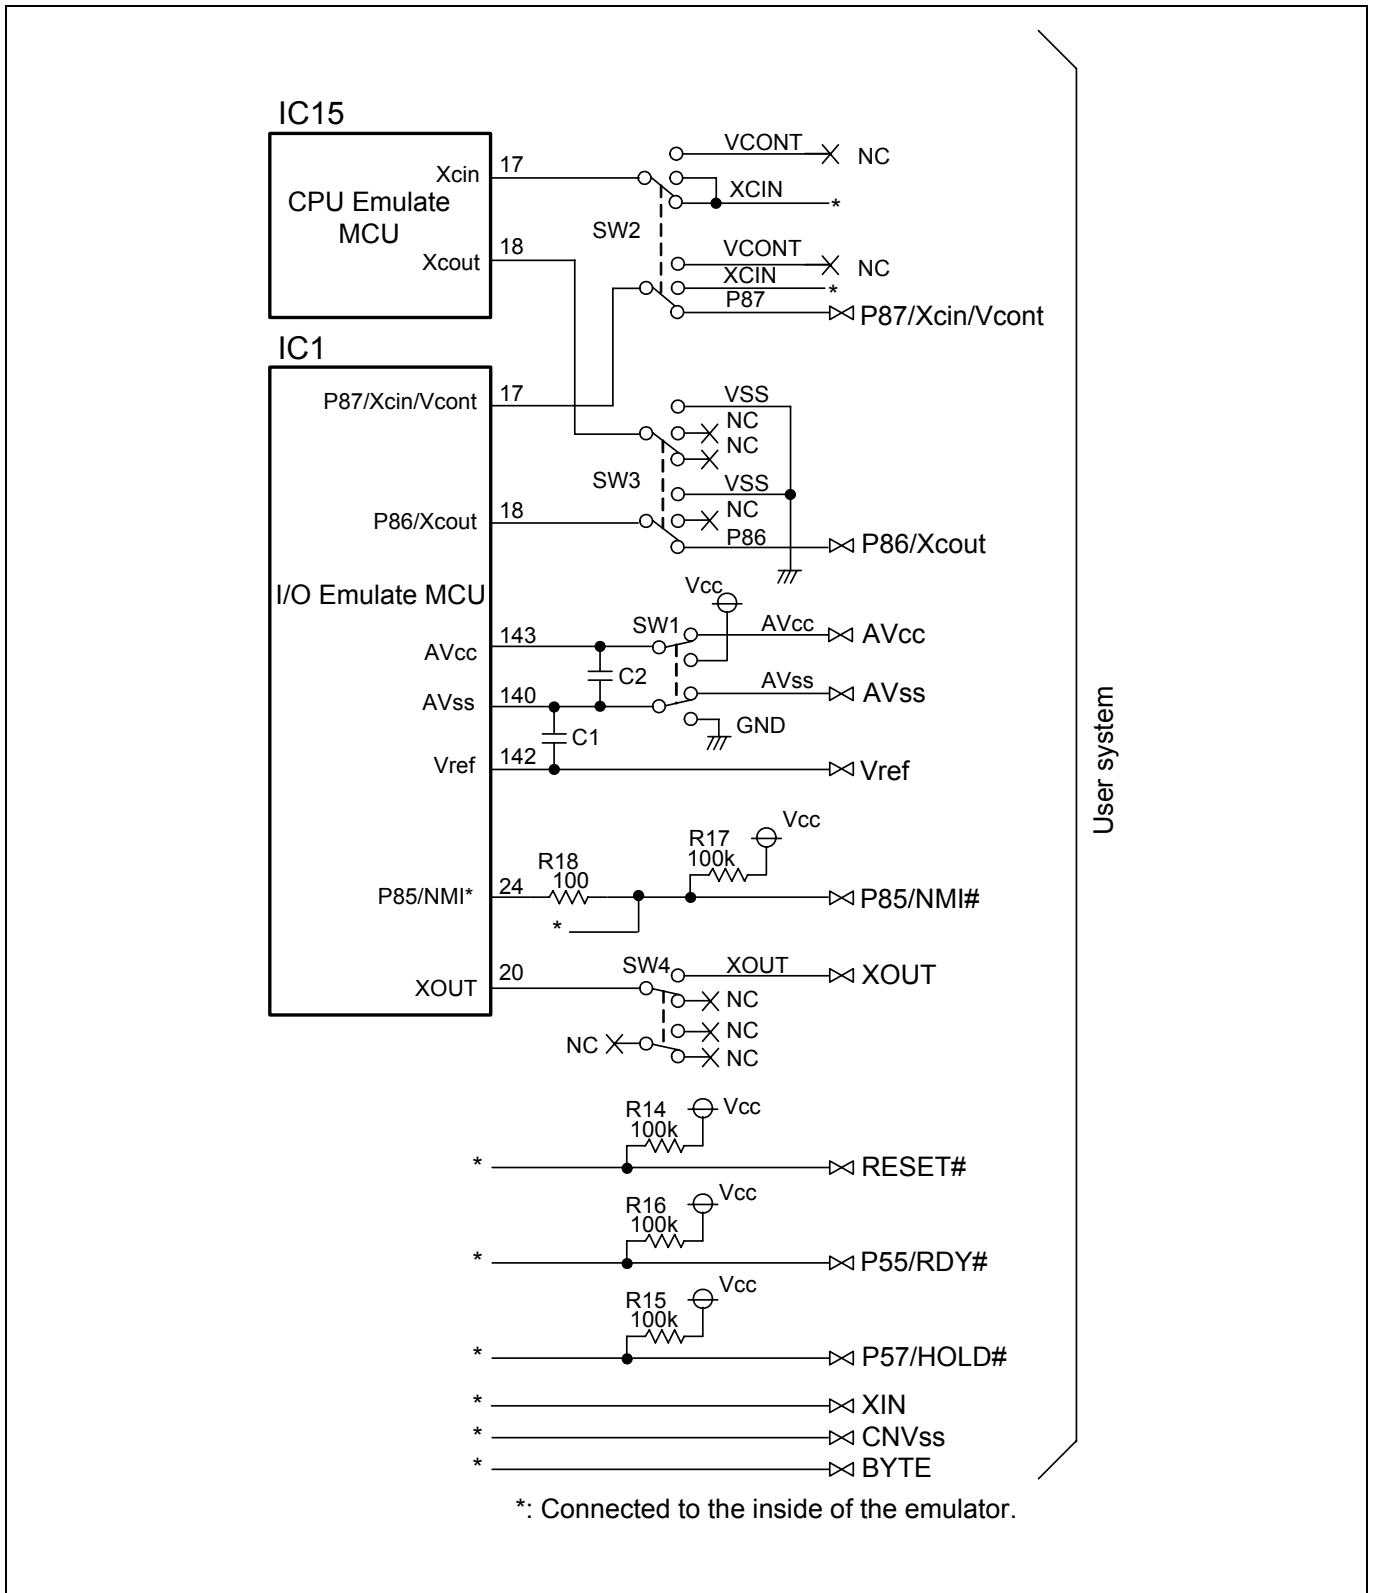 IC15
CPU Emulate
MCU
Xcin
17
Xcout
18
VCONT
NC
XCIN
*
SW2
VCONT
NC
XCIN
*
P87
P87/Xcin/Vcont
IC1
I/O Emulate MCU
P87/Xcin/Vcont
17
VSS
NC
NC
SW3
VSS
NC
P86/Xcout
18
P86
P86/Xcout
Vcc
AVcc
143
SW1
AVcc
AVcc
C2
AVss
140
AVss
AVss
GND
C1
Vref
142
Vref
Vcc
R17
100k
R18
100
P85/NMI*
24
P85/NMI#
*
XOUT
20
SW4
XOUT
XOUT
NC
NC
NC
NC
R14
100k
Vcc
*
RESET#
R16
100k
Vcc
*
P55/RDY#
R15
100k
Vcc
*
P57/HOLD#
*
XIN
*
CNVss
*
BYTE
User system
*: Connected to the inside of the emulator.